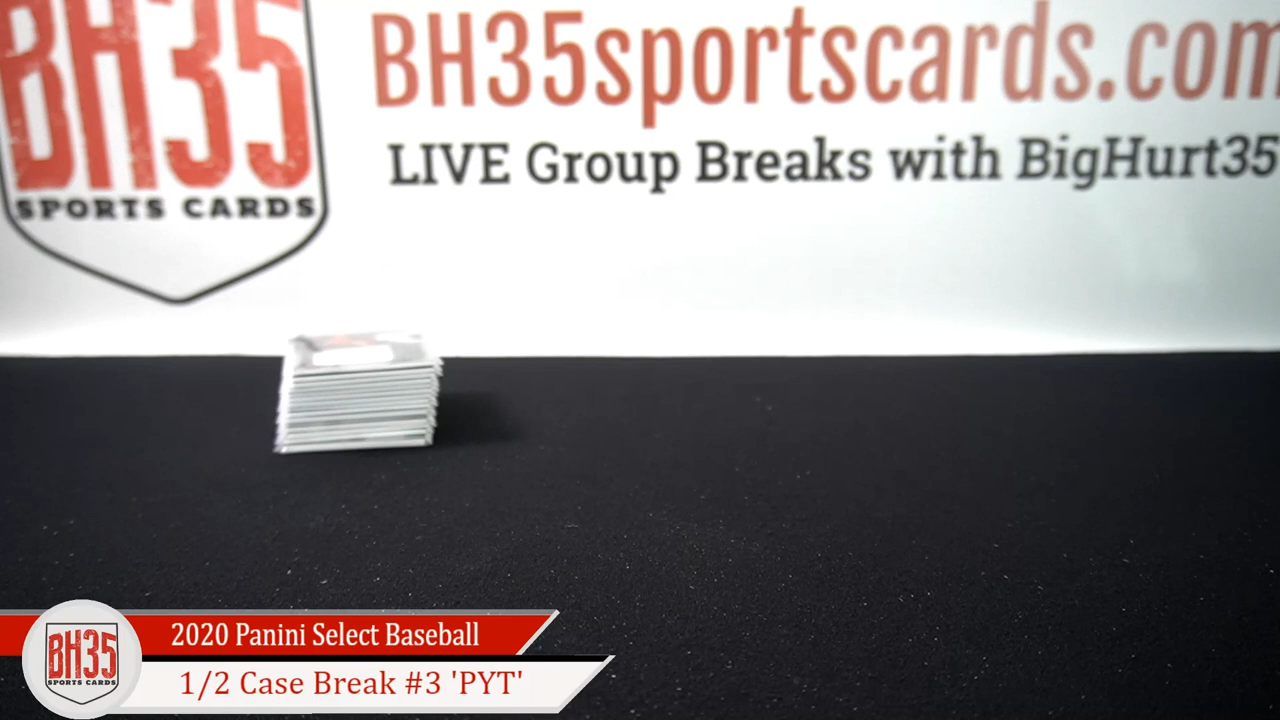 BH35
SPORTS CARDS
BH35sportscards.com
LIVE Group Breaks with BigHurt35
2020 Panini Select Baseball
1/2 Case Break #3 'PYT'
BH35
SPORTS CARDS